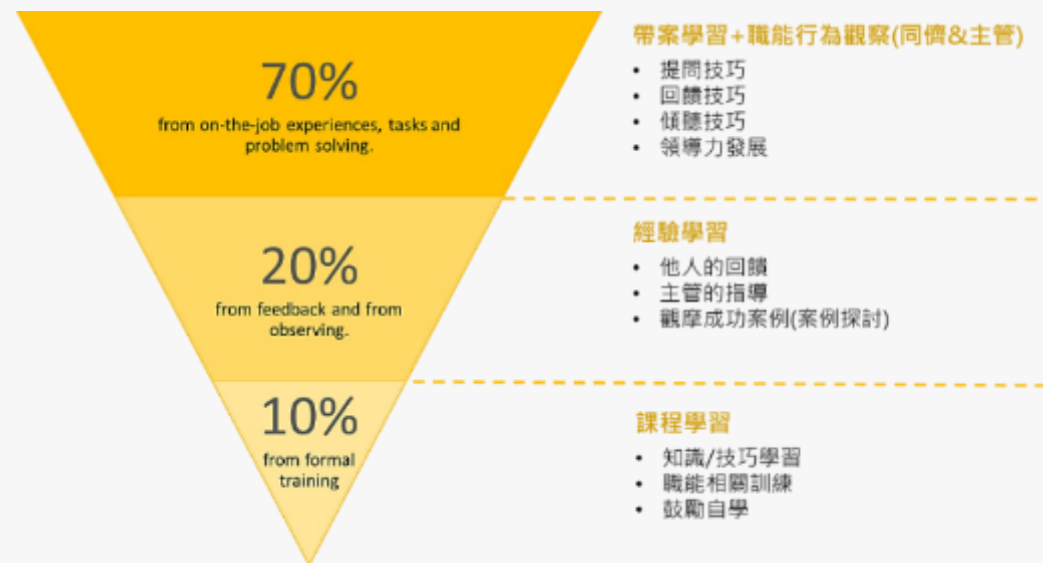 70%
from on-the-job experiences, tasks and
problem solving.
帶案學習+職能行為觀察(同儕&主管)
• 提問技巧
• 回饋技巧
• 傾聽技巧
• 領導力發展
20%
from feedback and from
observing.
經驗學習
• 他人的回饋
• 主管的指導
• 觀摩成功案例(案例探討)
10%
from formal
training
課程學習
• 知識/技巧學習
• 職能相關訓練
• 鼓勵自學